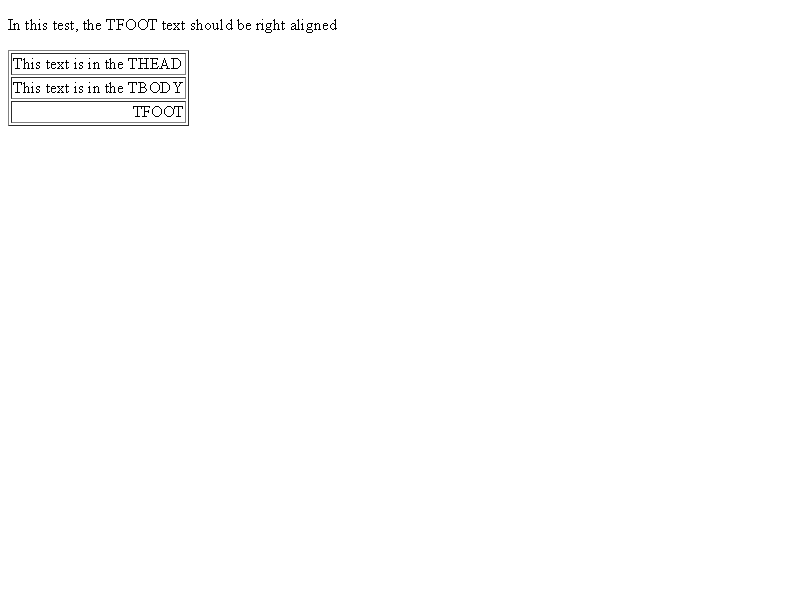 In this test, the TFOOT text should be right aligned
This text is in the THEAD
This text is in the TBODY
TFOOT